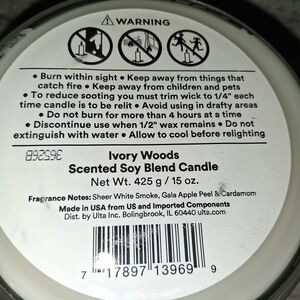 WARNING
• Burn within sight • Keep away from things that
catch fire • Keep away from children and pets
• To reduce sooting you must trim wick to 1/4" each
time candle is to be relit • Avoid using in drafty areas
• Do not burn for more than 4 hours at a time
• Discontinue use when 1/2" wax remains • Do not
extinguish with water • Allow to cool before relighting
Ivory Woods
Scented Soy Blend Candle
Net Wt. 425 g / 15 oz.
Fragrance Notes: Sheer White Smoke, Gala Apple Peel & Cardamom
Made in USA from US and Imported Components
Dist. by Ulta Inc. Bolingbrook, IL 60440 ulta.com
7 17897 13969 9